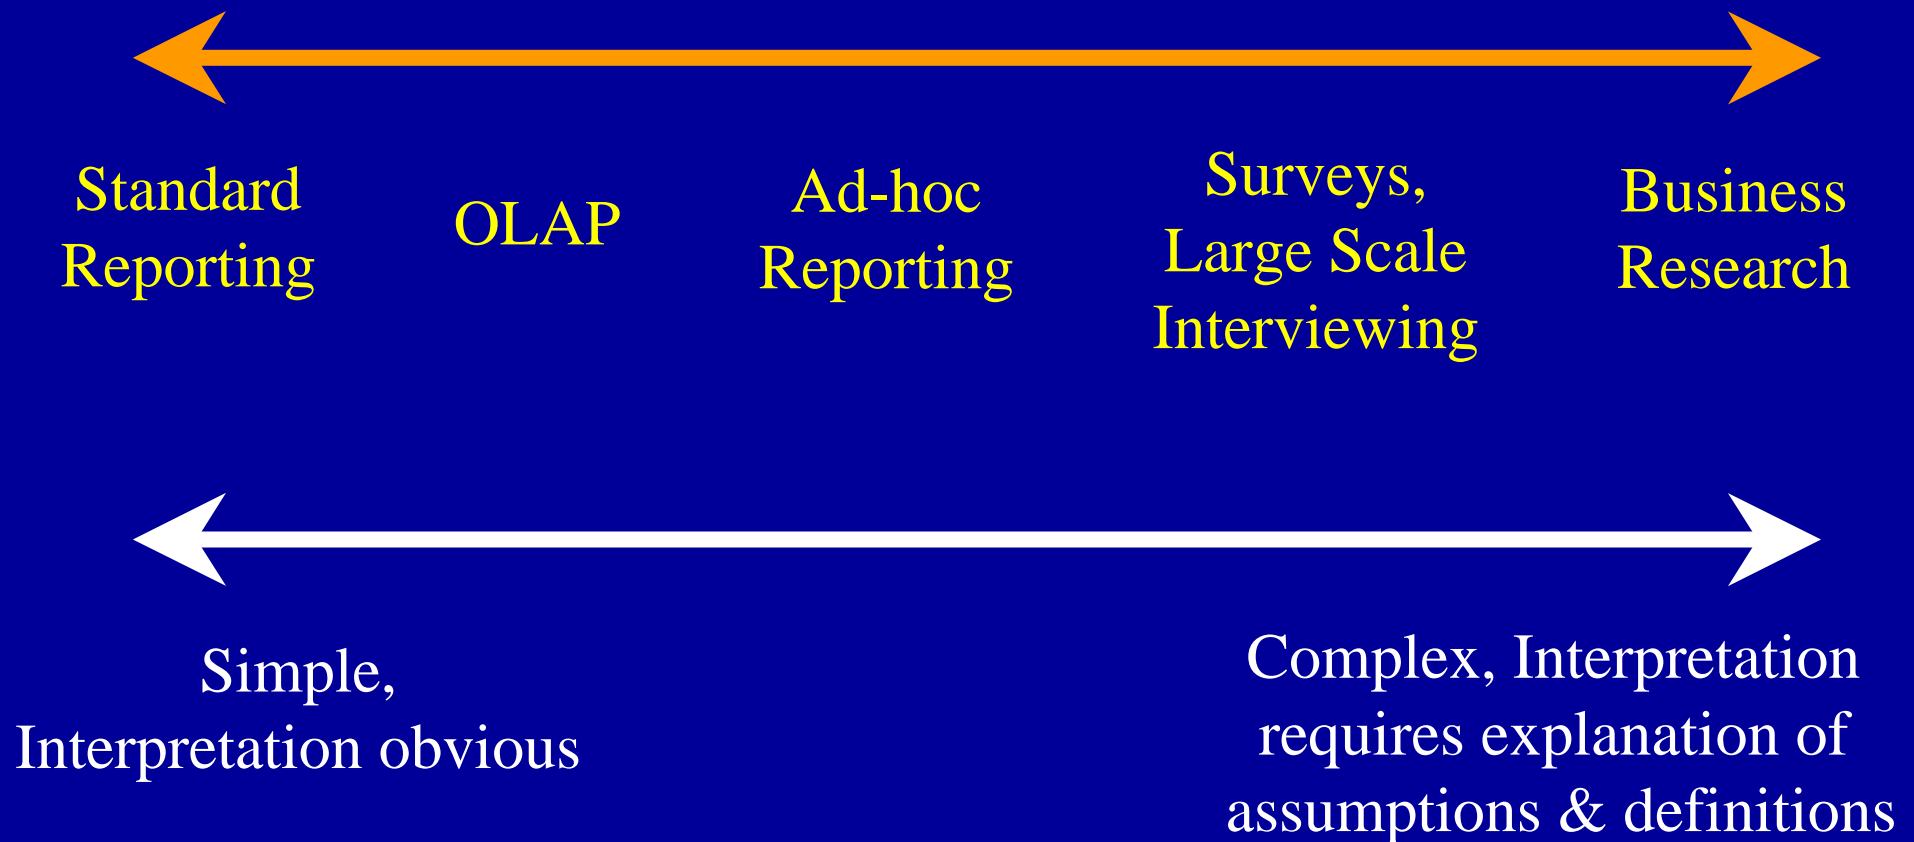 Standard
Reporting
OLAP
Ad-hoc
Reporting
Surveys,
Large Scale
Interviewing
Business
Research
Simple,
Interpretation obvious
Complex, Interpretation
requires explanation of
assumptions & definitions